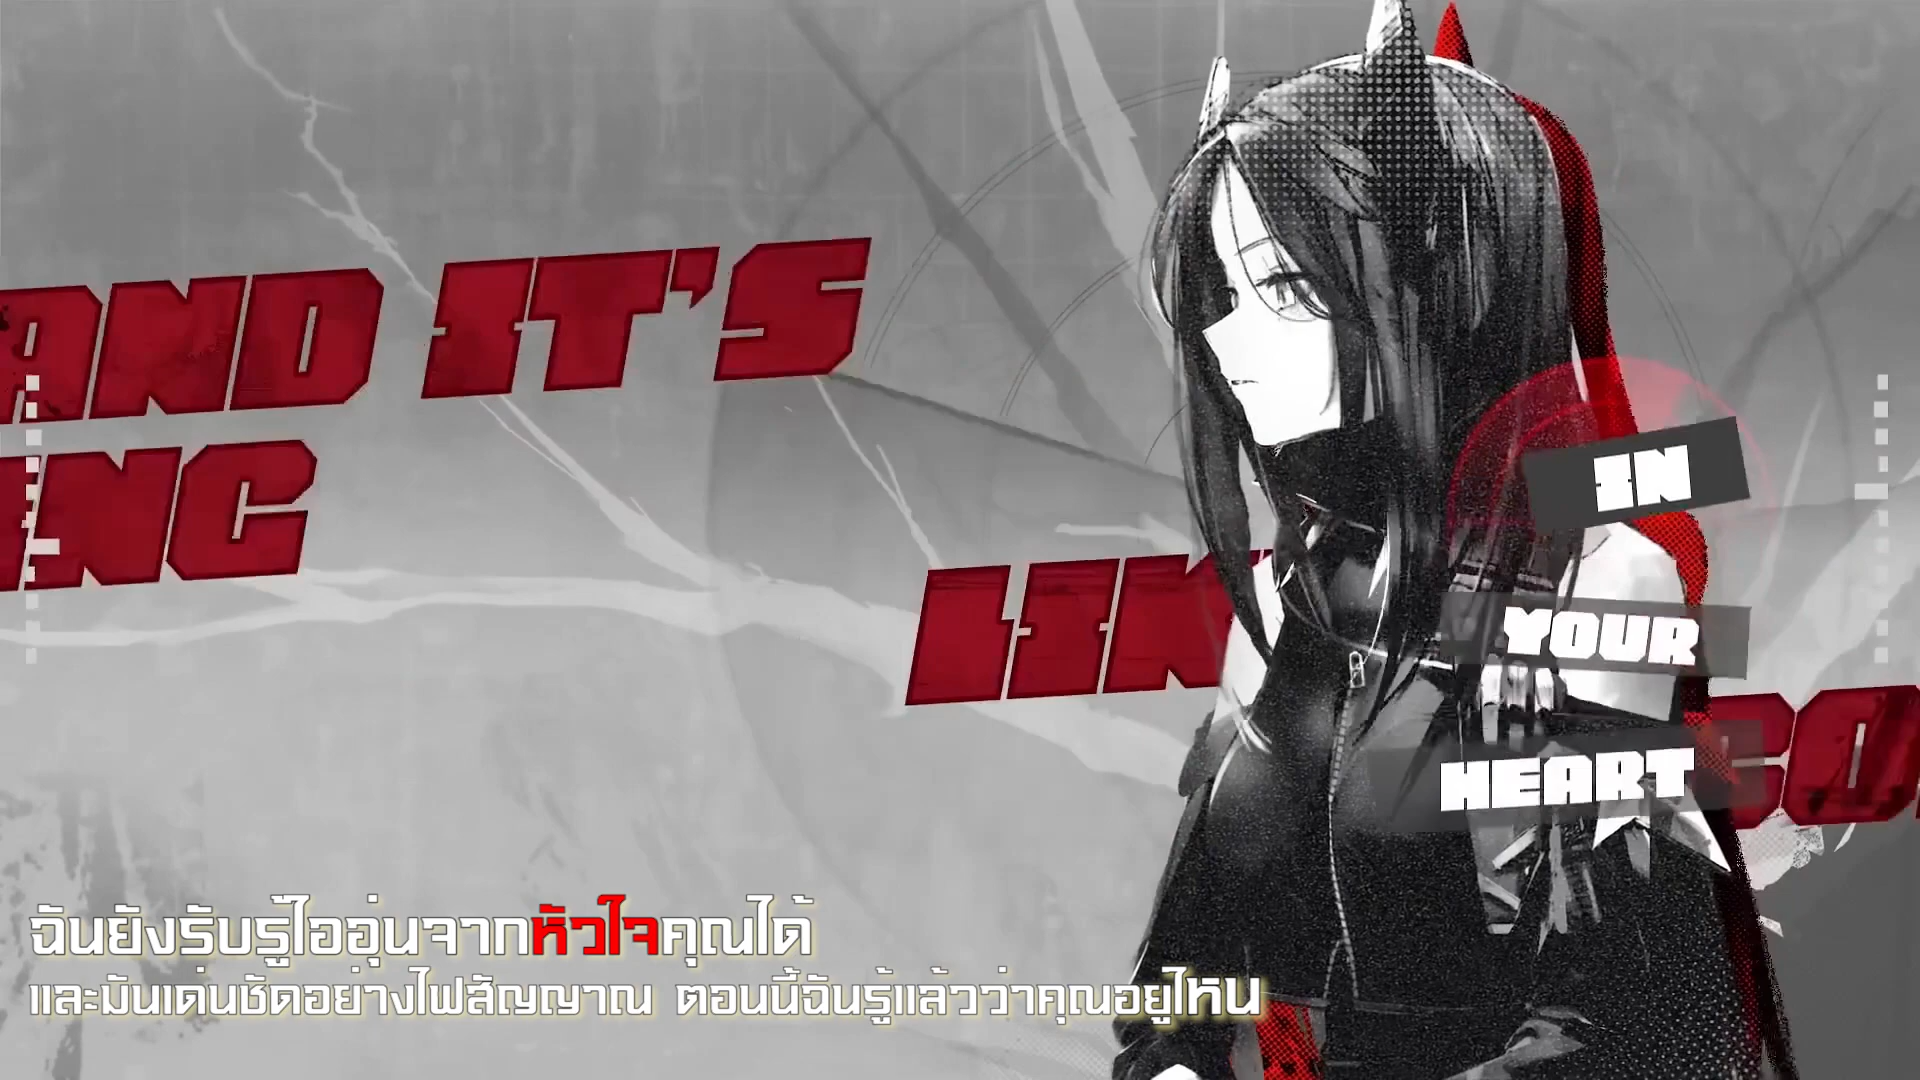 AND IT'S
IN
YOUR
HEART
ฉันยังรับรู้ไออุ่นจากหัวใจคุณได้
และมันเด่นชัดอย่างไฟสัญญาณ ตอนนี้ฉันรู้แล้วว่าคุณอยู่ไหน